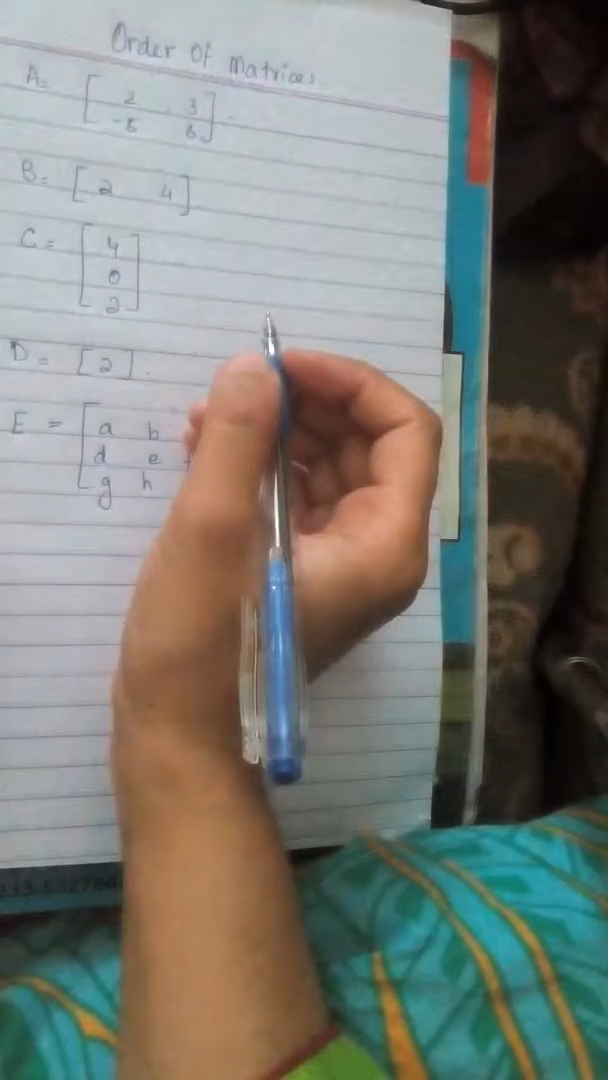 Order Of Matrices
A= [ 2 3
-5 6 ]
B= [ 2 4 ]
C= [ 4
0
2 ]
D= [ 2 ].
E = [ a b
d e
g h